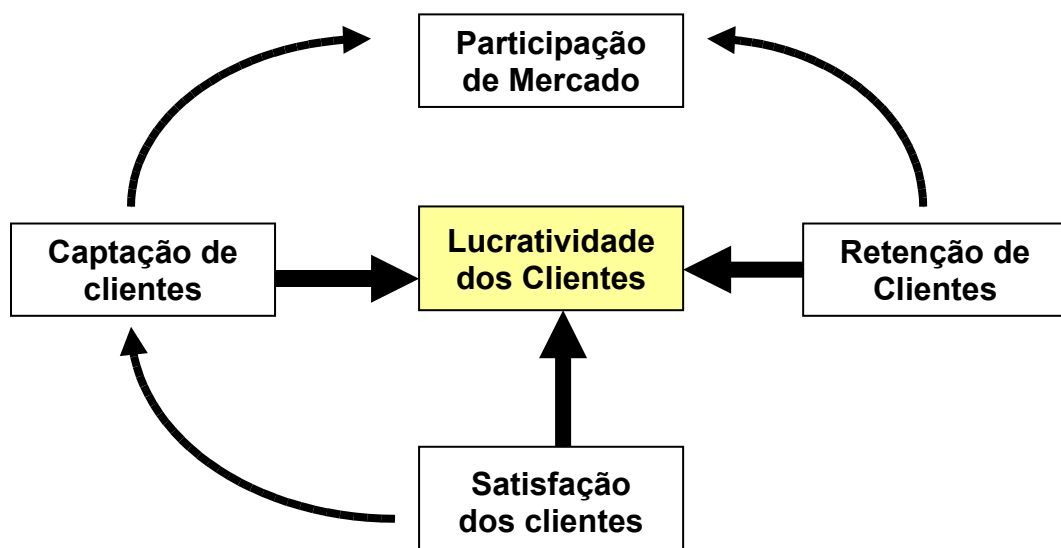 Participação
de Mercado
Captação de
clientes
Lucratividade
dos Clientes
Retenção de
Clientes
Satisfação
dos clientes